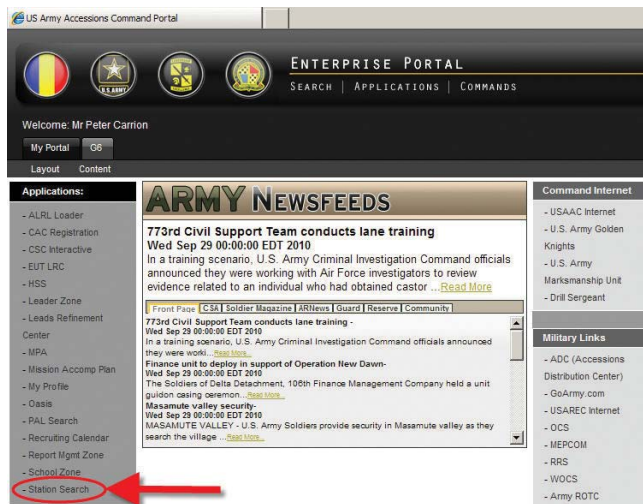 US Army Accessions Command Portal
U.S.ARMY
ENTERPRISE PORTAL
SEARCH | APPLICATIONS | COMMANDS
Welcome: Mr Peter Carrion
My Portal G6
Layout Content
Applications:
- ALRL Loader
- CAC Registration
- CSC Interactive
- EUT LRC
- HSS
- Leader Zone
- Leads Refinement
Center
- MPA
- Mission Accomp Plan
- My Profile
- Oasis
- PAL Search
- Recruiting Calendar
- Report Mgmt Zone
- School Zone
- Station Search
ARMY NEWSFEEDS
773rd Civil Support Team conducts lane training
Wed Sep 29 00:00:00 EDT 2010
In a training scenario, U.S. Army Criminal Investigation Command officials
announced they were working with Air Force investigators to review
evidence related to an individual who had obtained castor ...Read More
Front Page CSA Soldier Magazine ARNews Guard Reserve Community
773rd Civil Support Team conducts lane training -
Wed Sep 29 00:00:00 EDT 2010
In a training scenario, U.S. Army Criminal Investigation Command officials announced
they were worki...Read More...
Finance unit to deploy in support of Operation New Dawn-
Wed Sep 29 00:00:00 EDT 2010
The Soldiers of Delta Detachment, 106th Finance Management Company held a unit
guidon casing ceremon...Read More...
Masamute valley security-
Wed Sep 29 00:00:00 EDT 2010
MASAMUTE VALLEY - U.S. Army Soldiers provide security in Masamute valley as they
search the village ...Read More...
Command Internet
- USAAC Internet
- U.S. Army Golden
Knights
- U.S. Army
Marksmanship Unit
- Drill Sergeant
Military Links
- ADC (Accessions
Distribution Center)
- GoArmy.com
- USAREC Internet
- OCS
- MEPCOM
- RRS
- WOCS
- Army ROTC